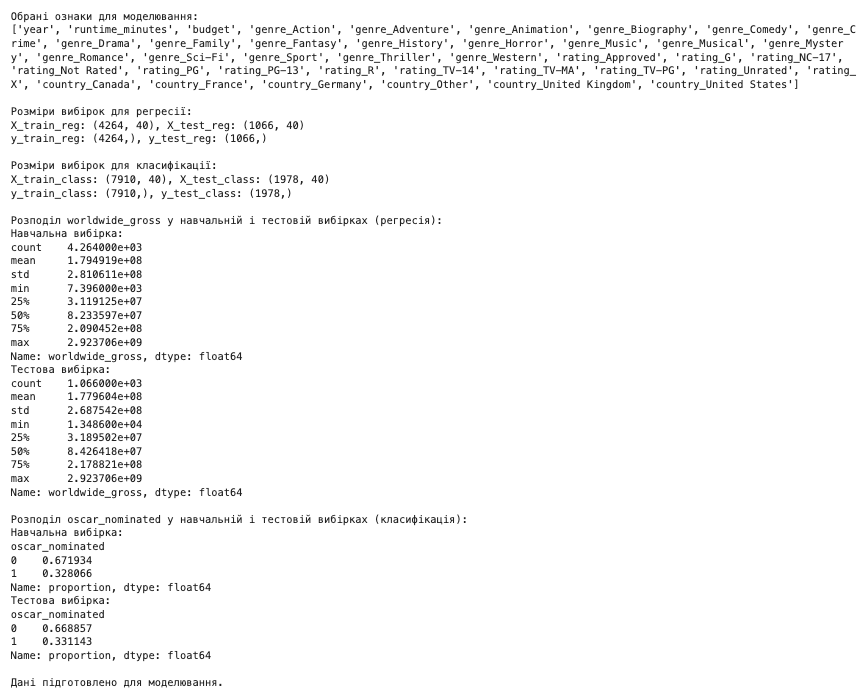 Обрані ознаки для моделювання:
['year', 'runtime_minutes', 'budget', 'genre_Action', 'genre_Adventure', 'genre_Animation', 'genre_Biography', 'genre_Comedy', 'genre_C
rime', 'genre_Drama', 'genre_Family', 'genre_Fantasy', 'genre_History', 'genre_Horror', 'genre_Music', 'genre_Musical', 'genre_Myster
y', 'genre_Romance', 'genre_Sci-Fi', 'genre_Sport', 'genre_Thriller', 'genre_Western', 'rating_Approved', 'rating_G', 'rating_NC-17',
'rating_Not Rated', 'rating_PG', 'rating_PG-13', 'rating_R', 'rating_TV-14', 'rating_TV-MA', 'rating_TV-PG', 'rating_Unrated', 'rating_
X', 'country_Canada', 'country_France', 'country_Germany', 'country_Other', 'country_United Kingdom', 'country_United States']
Розміри вибірок для регресії:
X_train_reg: (4264, 40), X_test_reg: (1066, 40)
y_train_reg: (4264,), y_test_reg: (1066,)
Розміри вибірок для класифікації:
X_train_class: (7910, 40), X_test_class: (1978, 40)
y_train_class: (7910,), y_test_class: (1978,)
Розподіл worldwide_gross у навчальній і тестовій вибірках (регресія):
Навчальна вибірка:
count    4.264000e+03
mean     1.794919e+08
std      2.810611e+08
min      7.396000e+03
25%      3.119125e+07
50%      8.233597e+07
75%      2.090452e+08
max      2.923706e+09
Name: worldwide_gross, dtype: float64
Тестова вибірка:
count    1.066000e+03
mean     1.779604e+08
std      2.687542e+08
min      1.348600e+04
25%      3.189502e+07
50%      8.426418e+07
75%      2.178821e+08
max      2.923706e+09
Name: worldwide_gross, dtype: float64
Розподіл oscar_nominated у навчальній і тестовій вибірках (класифікація):
Навчальна вибірка:
oscar_nominated
0    0.671934
1    0.328066
Name: proportion, dtype: float64
Тестова вибірка:
oscar_nominated
0    0.668857
1    0.331143
Name: proportion, dtype: float64
Дані підготовлено для моделювання.